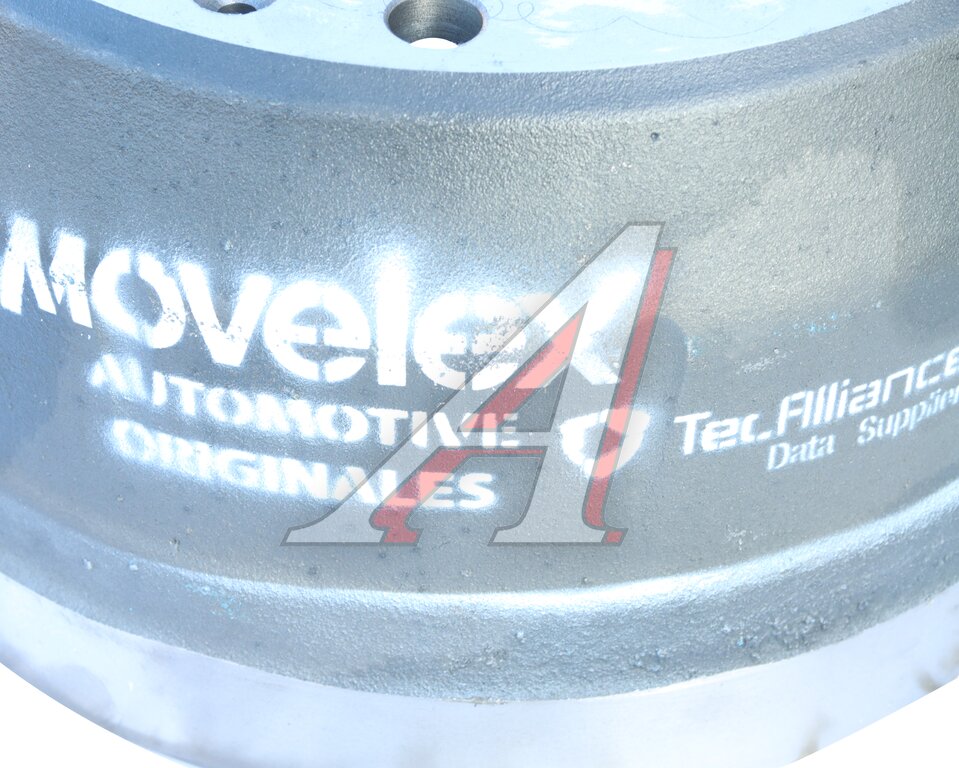 Movelex
AUTOMOTIVE
ORIGINALES
TecAlliance
Data Supplier
A